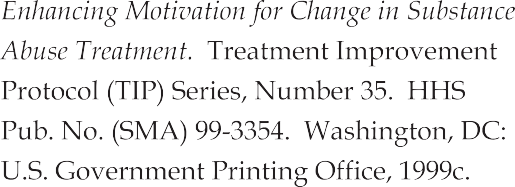 Enhancing Motivation for Change in Substance
Abuse Treatment.  Treatment Improvement
Protocol (TIP) Series, Number 35.  HHS
Pub. No. (SMA) 99-3354.  Washington, DC:
U.S. Government Printing Office, 1999c.